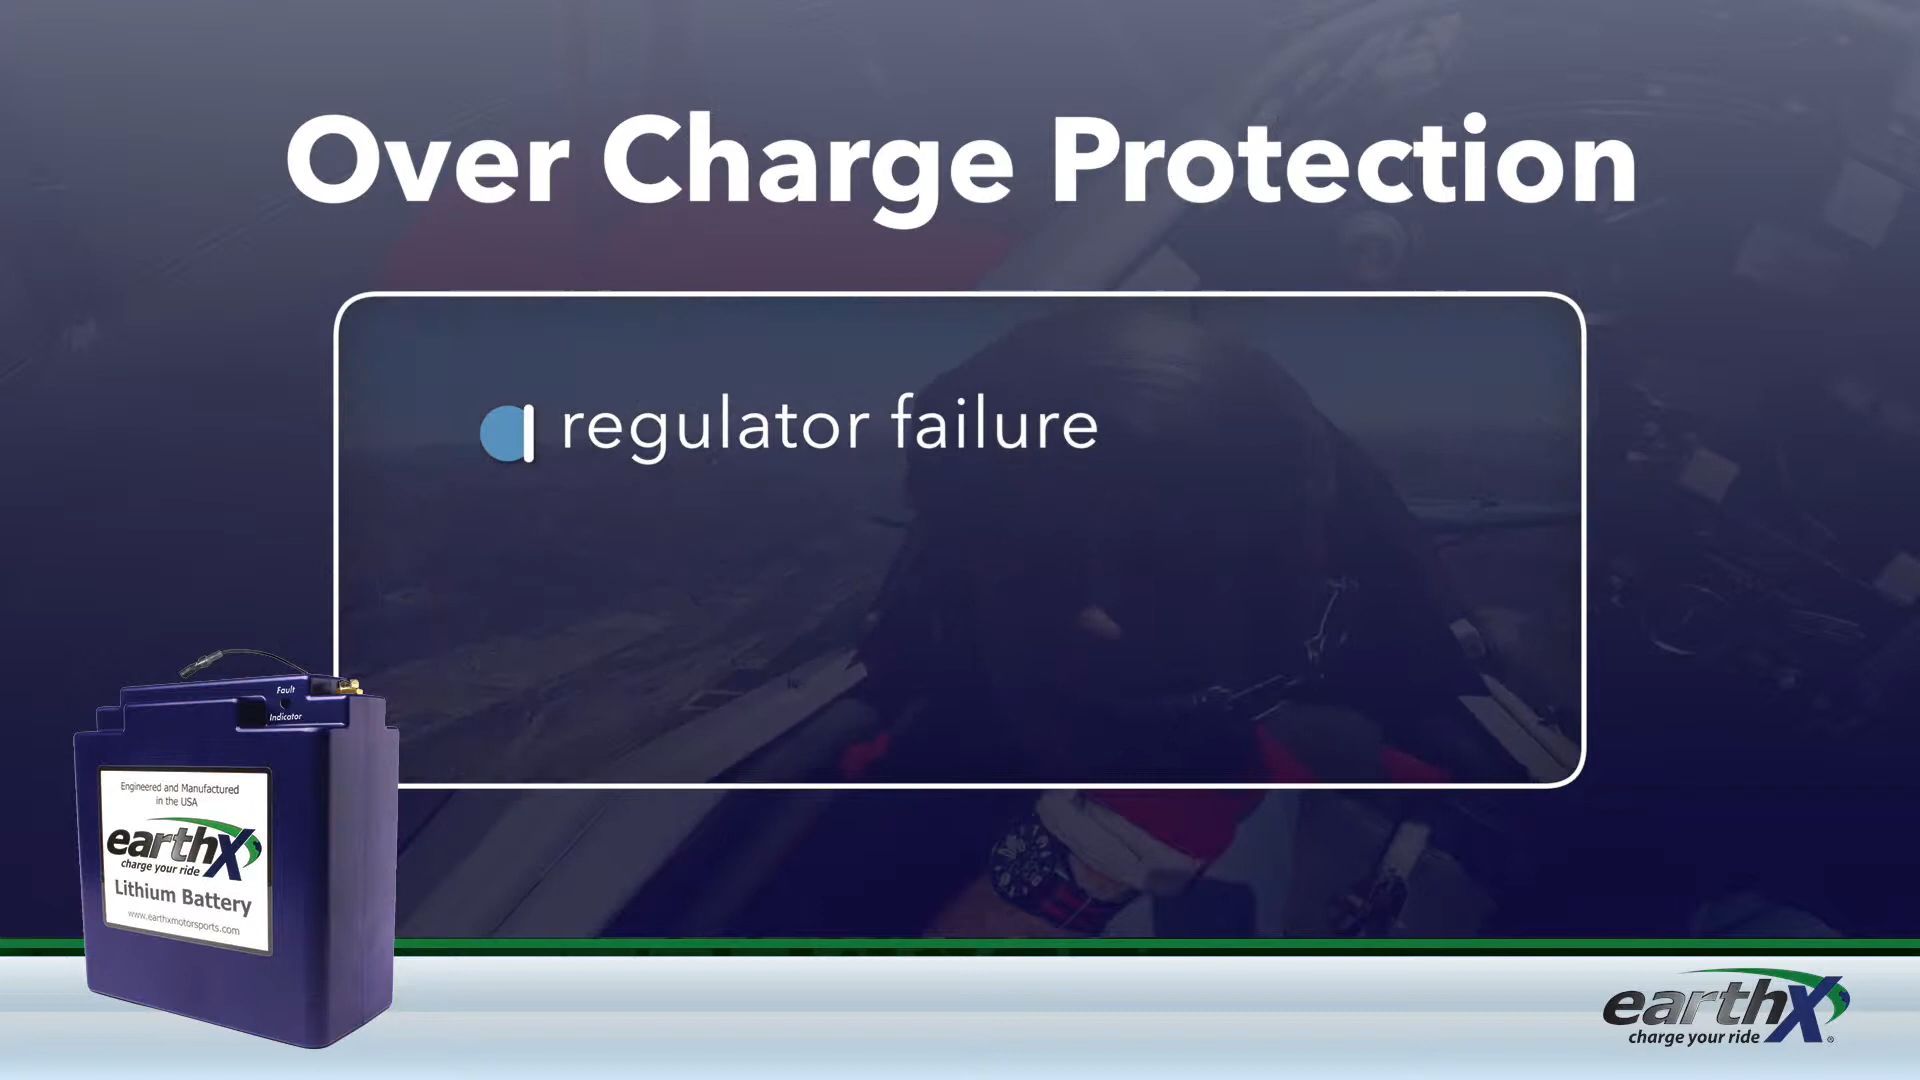 Over Charge Protection
regulator failure
Fault
Indicator
Engineered and Manufactured
in the USA
earthX
charge your ride
Lithium Battery
www.earthxmotorsports.com
earthX
charge your ride ®